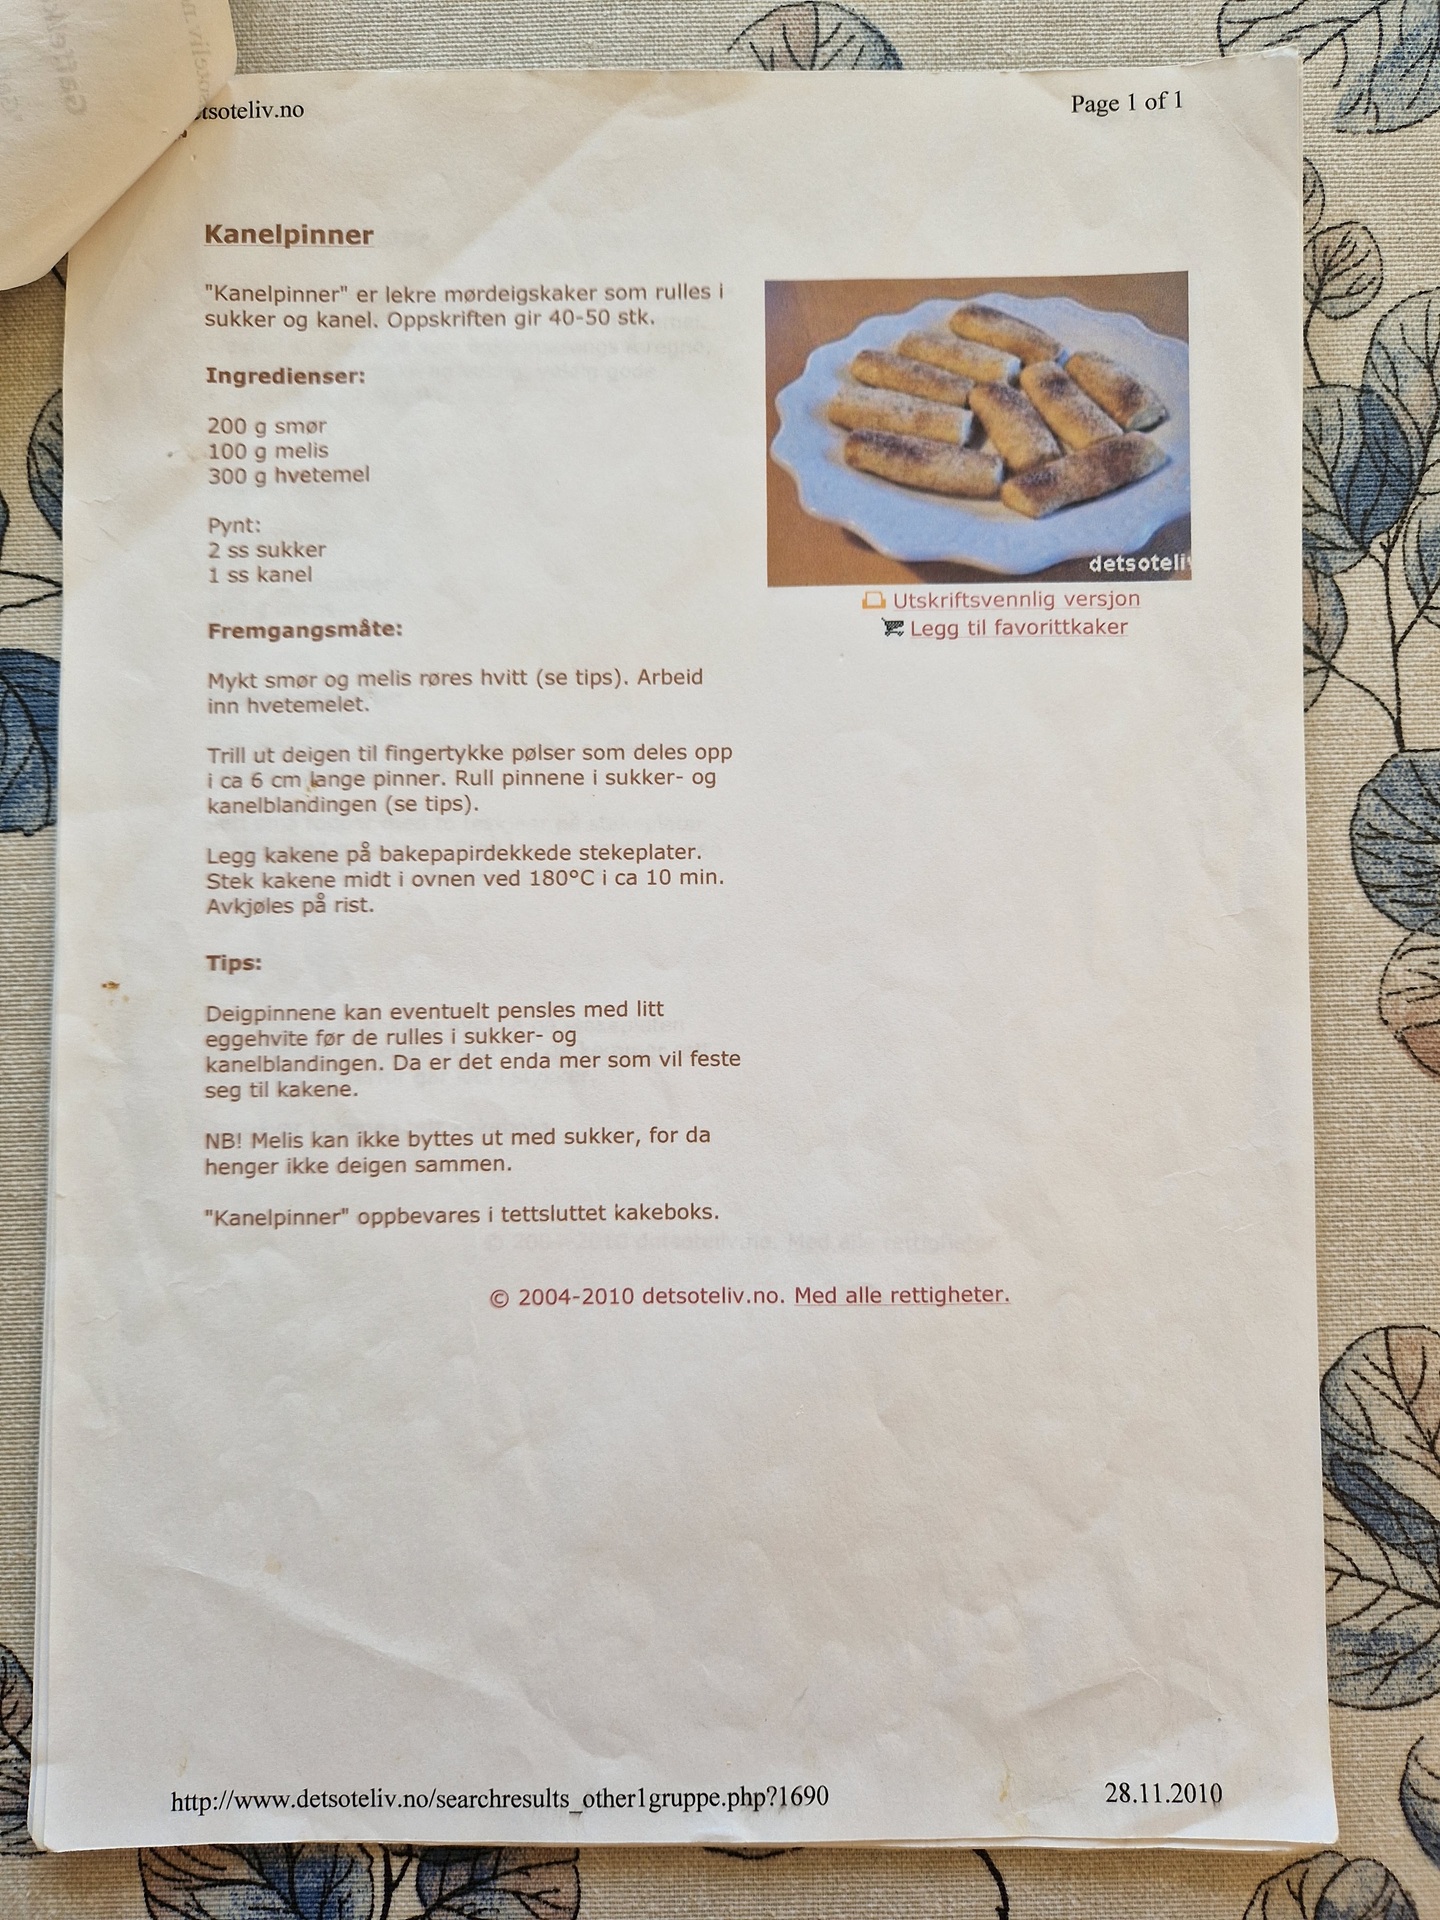 tsoteliv.no
Page 1 of 1
Kanelpinner
"Kanelpinner" er lekre mørdeigskaker som rulles i
sukker og kanel. Oppskriften gir 40-50 stk.
Ingredienser:
200 g smør
100 g melis
300 g hvetemel
Pynt:
2 ss sukker
1 ss kanel
detsoteli
Utskriftsvennlig versjon
Legg til favorittkaker
Fremgangsmåte:
Mykt smør og melis røres hvitt (se tips). Arbeid
inn hvetemelet.
Trill ut deigen til fingertykke pølser som deles opp
i ca 6 cm lange pinner. Rull pinnene i sukker- og
kanelblandingen (se tips).
Legg kakene på bakepapirdekkede stekeplater.
Stek kakene midt i ovnen ved 180°C i ca 10 min.
Avkjøles på rist.
Tips:
Deigpinnene kan eventuelt pensles med litt
eggehvite før de rulles i sukker- og
kanelblandingen. Da er det enda mer som vil feste
seg til kakene.
NB! Melis kan ikke byttes ut med sukker, for da
henger ikke deigen sammen.
"Kanelpinner" oppbevares i tettsluttet kakeboks.
© 2004-2010 detsoteliv.no. Med alle rettigheter.
http://www.detsoteliv.no/searchresults_other1gruppe.php?1690
28.11.2010